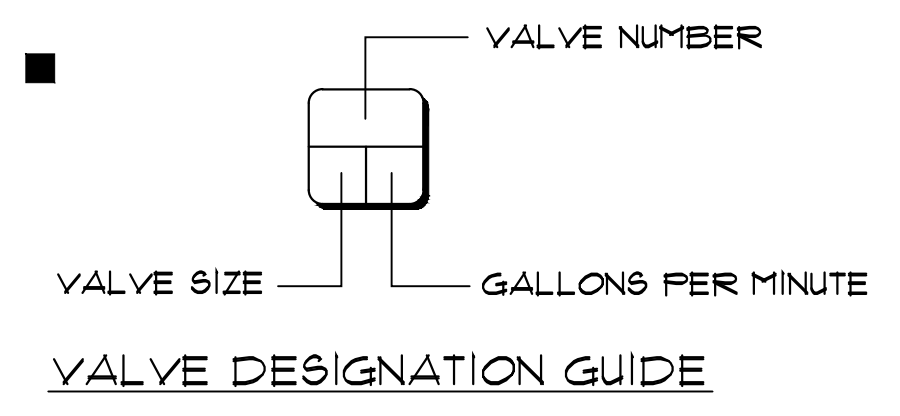 VALVE NUMBER
VALVE SIZE
GALLONS PER MINUTE
VALVE DESIGNATION GUIDE